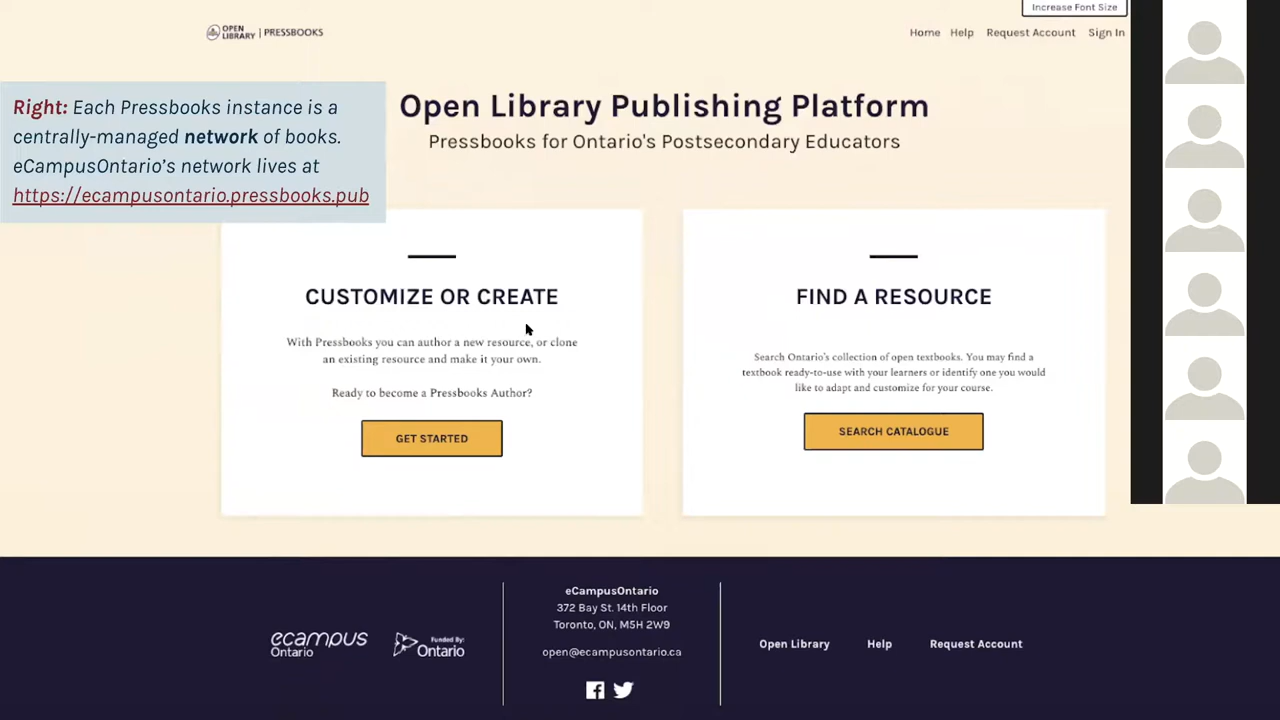 Increase Font Size
OPEN LIBRARY | PRESSBOOKS
Home Help Request Account Sign In
Right: Each Pressbooks instance is a
centrally-managed network of books.
eCampusOntario's network lives at
https://ecampusontario.pressbooks.pub
Open Library Publishing Platform
Pressbooks for Ontario's Postsecondary Educators
CUSTOMIZE OR CREATE
With Pressbooks you can author a new resource, or clone
an existing resource and make it your own.
Ready to become a Pressbooks Author?
GET STARTED
FIND A RESOURCE
Search Ontario's collection of open textbooks. You may find a
textbook ready-to-use with your learners or identify one you would
like to adapt and customize for your course.
SEARCH CATALOGUE
ecampus
Ontario
Funded By:
Ontario
eCampusOntario
372 Bay St. 14th Floor
Toronto, ON, M5H 2W9
open@ecampusontario.ca
Open Library Help Request Account